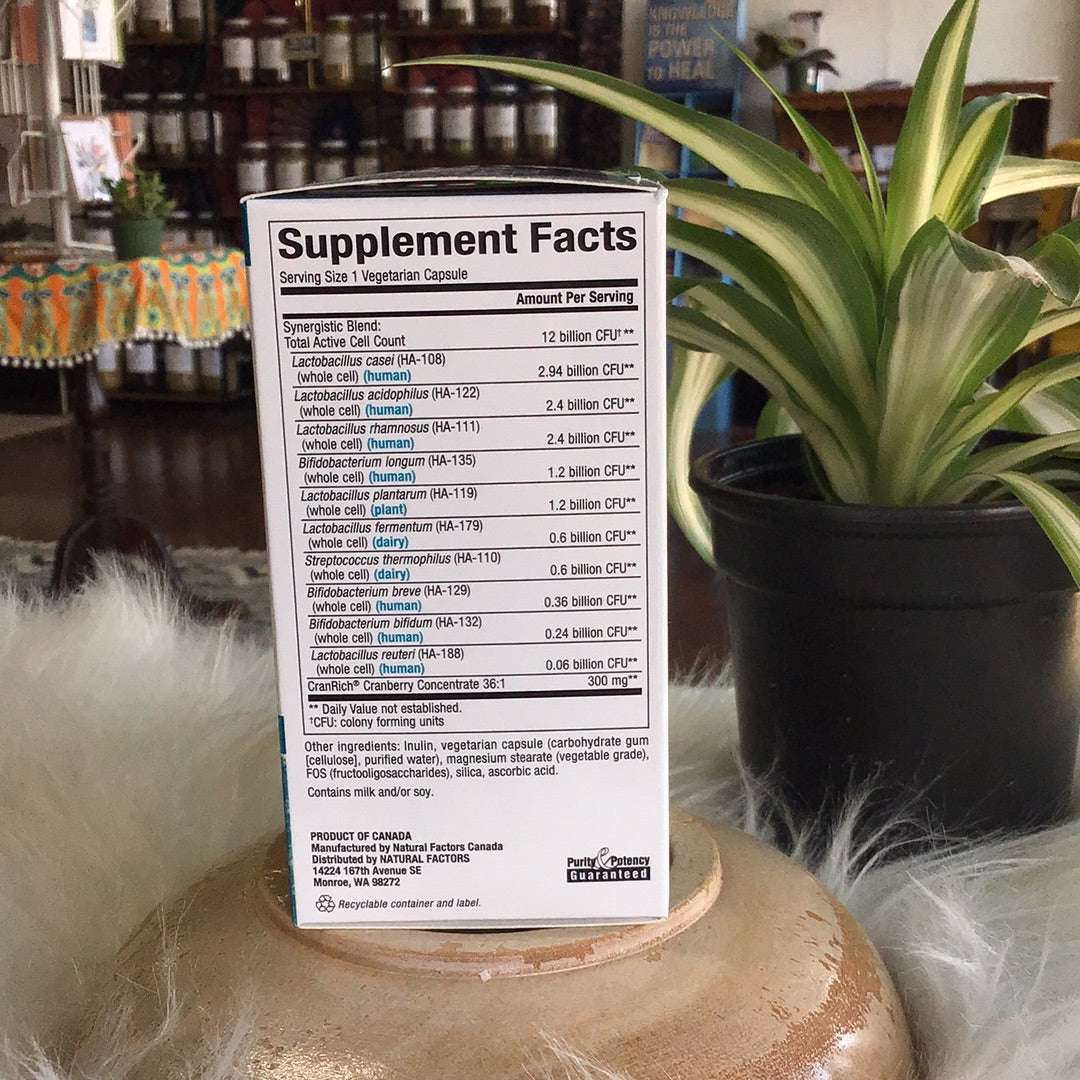 KNOWLEDGE
IS THE
POWER
TO HEAL
Supplement Facts
Serving Size 1 Vegetarian Capsule
Amount Per Serving
Synergistic Blend:
Total Active Cell Count 12 billion CFU†**
Lactobacillus casei (HA-108)
(whole cell) (human) 2.94 billion CFU**
Lactobacillus acidophilus (HA-122)
(whole cell) (human) 2.4 billion CFU**
Lactobacillus rhamnosus (HA-111)
(whole cell) (human) 2.4 billion CFU**
Bifidobacterium longum (HA-135)
(whole cell) (human) 1.2 billion CFU**
Lactobacillus plantarum (HA-119)
(whole cell) (plant) 1.2 billion CFU**
Lactobacillus fermentum (HA-179)
(whole cell) (dairy) 0.6 billion CFU**
Streptococcus thermophilus (HA-110)
(whole cell) (dairy) 0.6 billion CFU**
Bifidobacterium breve (HA-129)
(whole cell) (human) 0.36 billion CFU**
Bifidobacterium bifidum (HA-132)
(whole cell) (human) 0.24 billion CFU**
Lactobacillus reuteri (HA-188)
(whole cell) (human) 0.06 billion CFU**
CranRich® Cranberry Concentrate 36:1 300 mg**
** Daily Value not established.
†CFU: colony forming units
Other ingredients: Inulin, vegetarian capsule (carbohydrate gum
[cellulose], purified water), magnesium stearate (vegetable grade),
FOS (fructooligosaccharides), silica, ascorbic acid.
Contains milk and/or soy.
PRODUCT OF CANADA
Manufactured by Natural Factors Canada
Distributed by NATURAL FACTORS
14224 167th Avenue SE
Monroe, WA 98272
Recyclable container and label.
Purity & Potency
Guaranteed